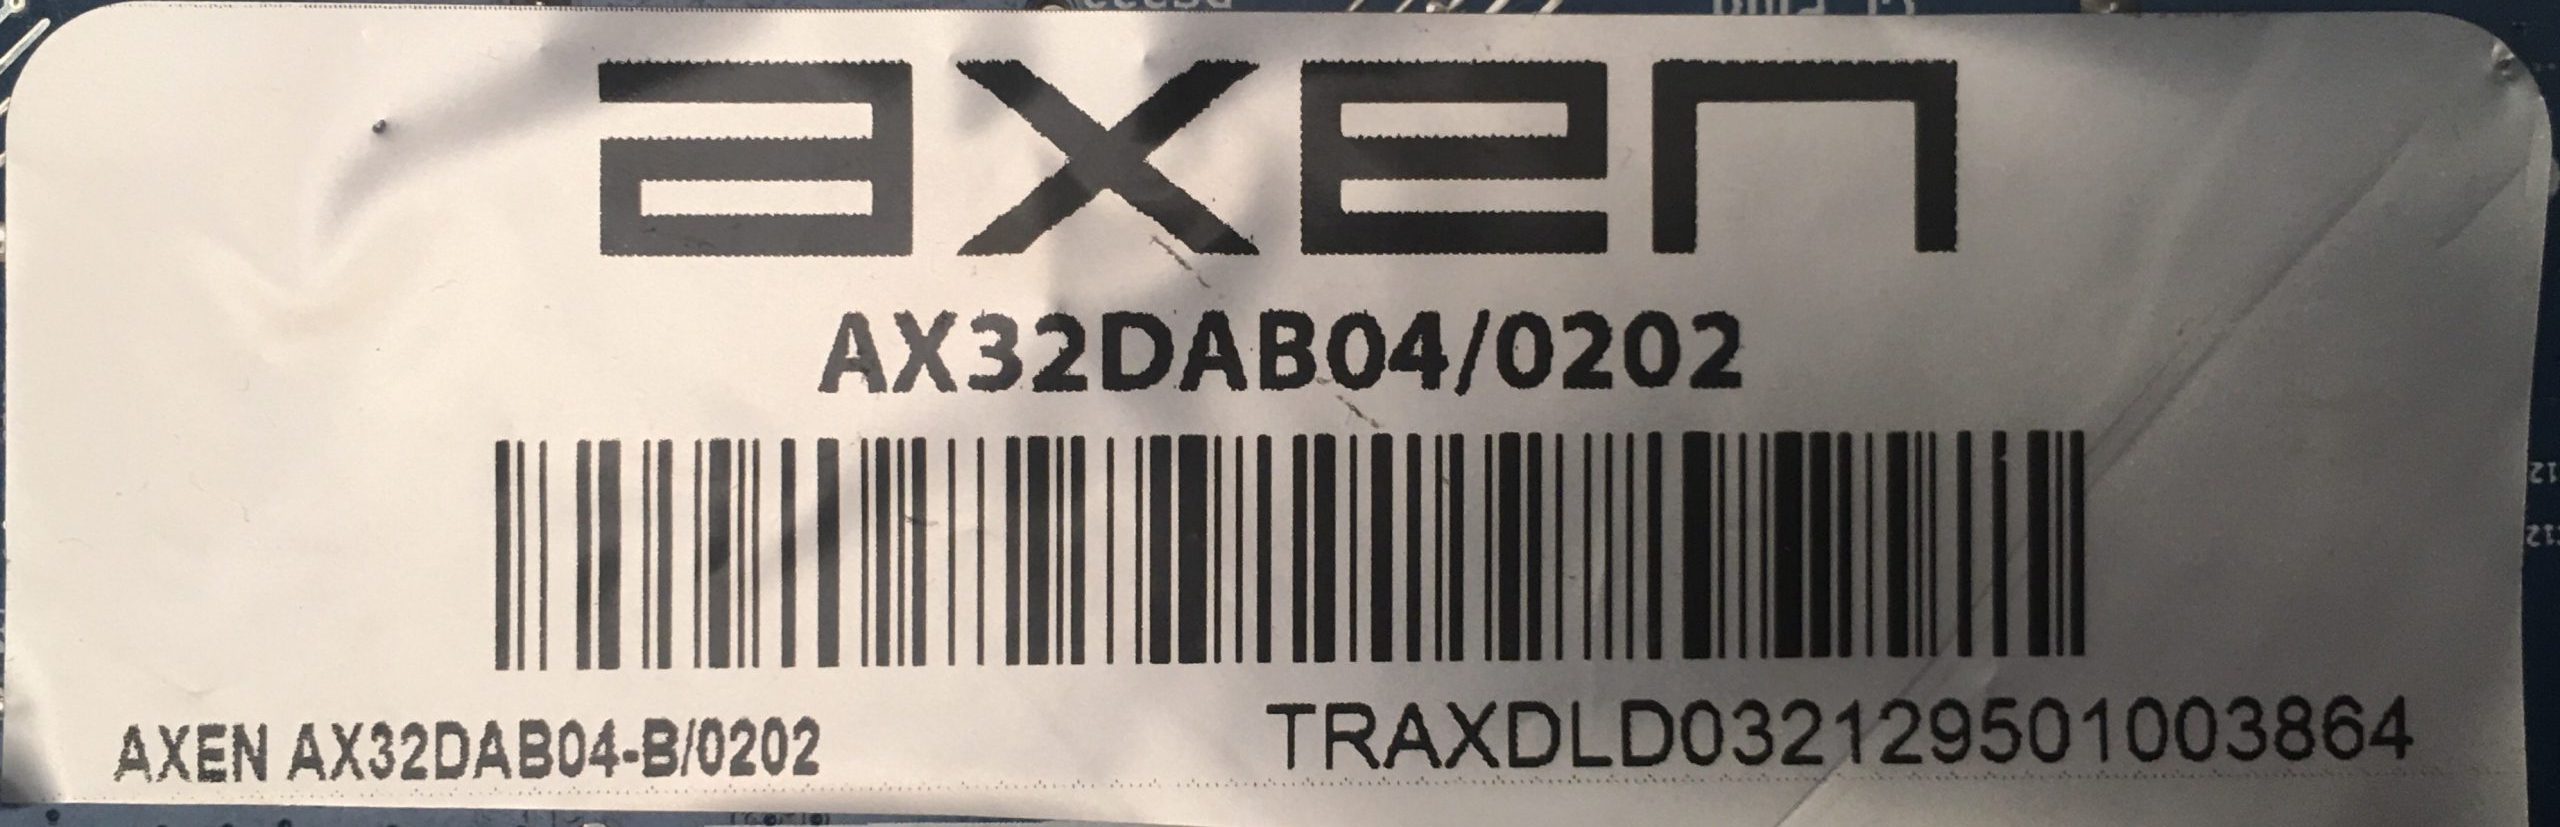 axen
AX32DAB04/0202
AXEN AX32DAB04-B/0202
TRAXDLD032129501003864